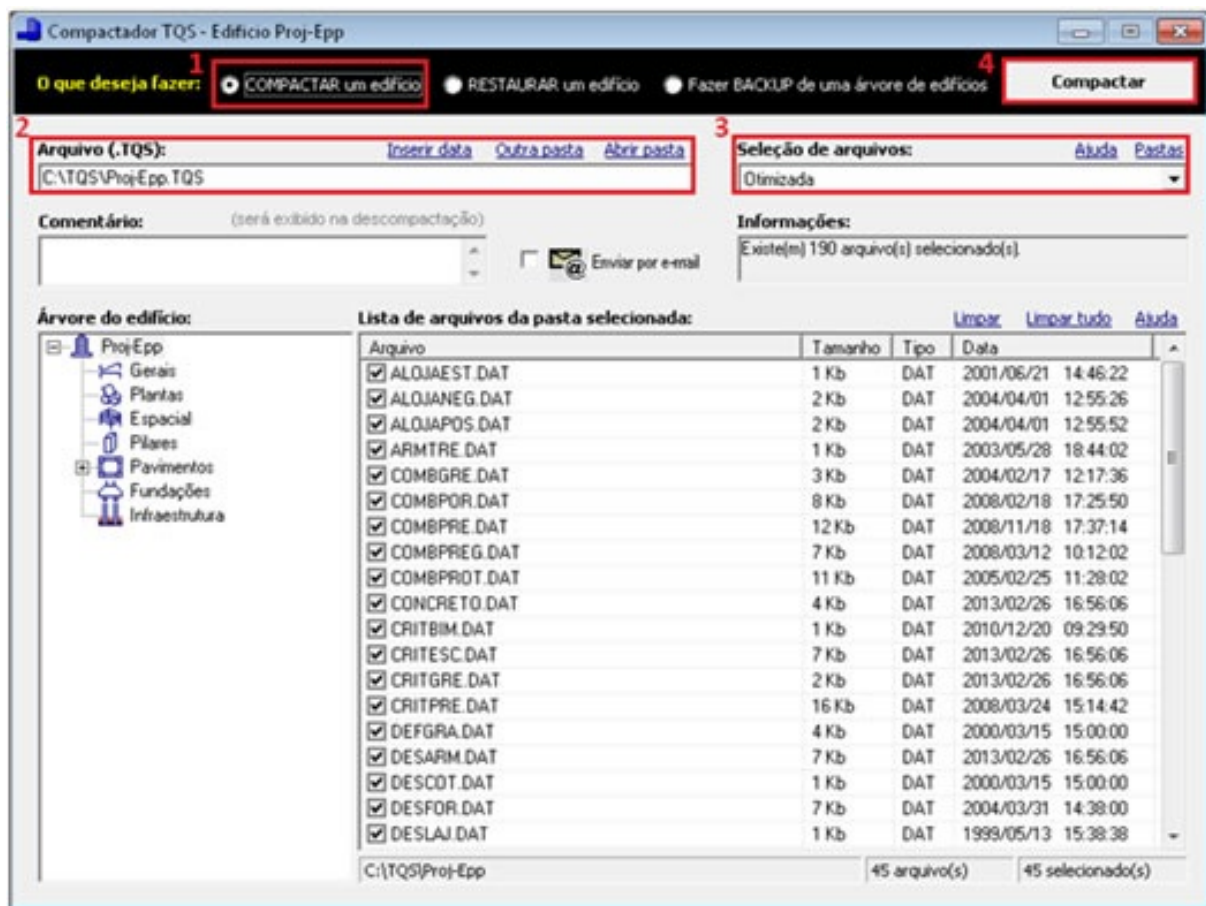 Compactador TQS - Edificio Proj-Epp
O que deseja fazer: 1 COMPACTAR um edifício RESTAURAR um edifício Fazer BACKUP de uma árvore de edifícios 4 Compactar
2 3
Arquivo (.TQS): Inserir data Outra pasta Abrir pasta Seleção de arquivos: Ajuda Pastas
C:\TQS\Proj-Epp.TQS Otimizada
Comentário: (será exibido na descompactação) Informações:
Enviar por e-mail Existe(m) 190 arquivo(s) selecionado(s).
Árvore do edifício: Lista de arquivos da pasta selecionada: Limpar Limpar tudo Ajuda
Proj-Epp
Gerais
Plantas
Espacial
Pilares
Pavimentos
Fundações
Infraestrutura
Arquivo Tamanho Tipo Data
ALOJAEST.DAT 1 Kb DAT 2001/06/21 14:46:22
ALOJANEG.DAT 2 Kb DAT 2004/04/01 12:55:26
ALOJAPOS.DAT 2 Kb DAT 2004/04/01 12:55:52
ARMTRE.DAT 1 Kb DAT 2003/05/28 18:44:02
COMBGRE.DAT 3 Kb DAT 2004/02/17 12:17:36
COMBPOR.DAT 8 Kb DAT 2008/02/18 17:25:50
COMBPRE.DAT 12 Kb DAT 2008/11/18 17:37:14
COMBPREG.DAT 7 Kb DAT 2008/03/12 10:12:02
COMBPROT.DAT 11 Kb DAT 2005/02/25 11:28:02
CONCRETO.DAT 4 Kb DAT 2013/02/26 16:56:06
CRITBIM.DAT 1 Kb DAT 2010/12/20 09:29:50
CRITESC.DAT 7 Kb DAT 2013/02/26 16:56:06
CRITGRE.DAT 2 Kb DAT 2013/02/26 16:56:06
CRITPRE.DAT 16 Kb DAT 2008/03/24 15:14:42
DEFGRA.DAT 4 Kb DAT 2000/03/15 15:00:00
DESARM.DAT 7 Kb DAT 2013/02/26 16:56:06
DESCOT.DAT 1 Kb DAT 2000/03/15 15:00:00
DESFOR.DAT 7 Kb DAT 2004/03/31 14:38:00
DESLAJ.DAT 1 Kb DAT 1999/05/13 15:38:38
C:\TQS\Proj-Epp 45 arquivo(s) 45 selecionado(s)